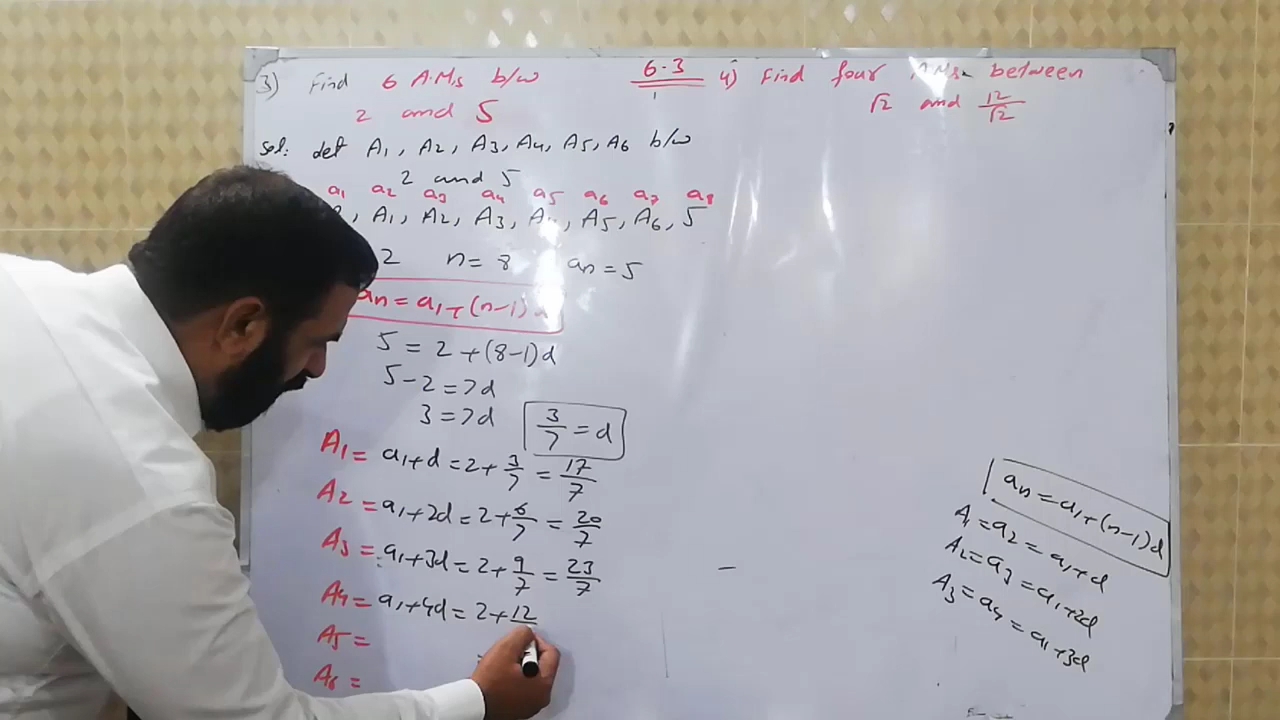 3) Find 6 A.Ms b/w
2 and 5
Sol: Let A1, A2, A3, A4, A5, A6 b/w
2 and 5
a1 a2 a3 a4 a5 a6 a7 a8
, A1, A2, A3, A4, A5, A6, 5
2 n = 8 an = 5
an = a1 + (n-1)d
5 = 2 + (8-1)d
5-2 = 7d
3 = 7d 3/7 = d
A1 = a1+d = 2+3/7 = 17/7
A2 = a1+2d = 2+6/7 = 20/7
A3 = a1+3d = 2+9/7 = 23/7
A4 = a1+4d = 2+12
A5 =
A6 =
6.3
4) Find four A.Ms between
√2 and 12/√2
an = a1+(n-1)d
A1 = a2 = a1+d
A2 = a3 = a1+2d
A3 = a4 = a1+3d